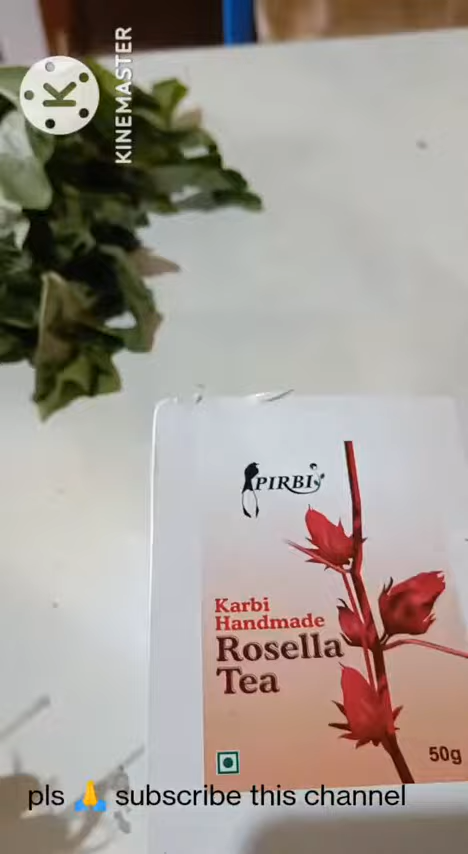 KINEMASTER
PIRBI
Karbi
Handmade
Rosella
Tea
50g
pls 🙏 subscribe this channel